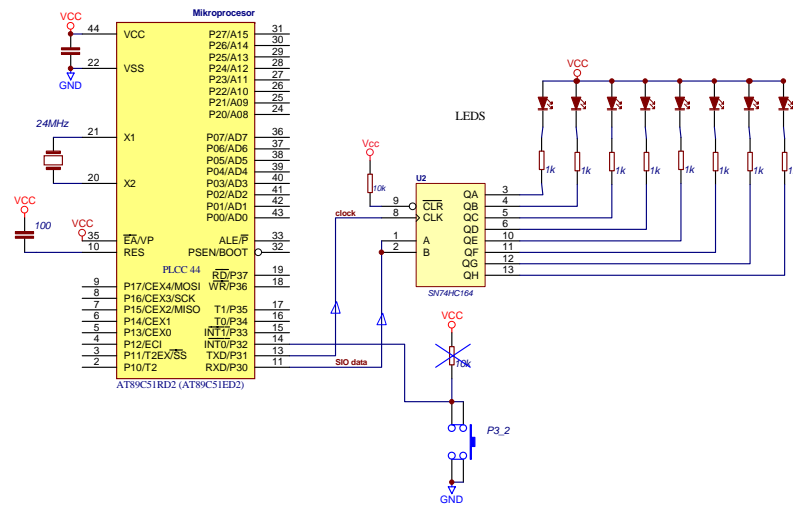 Mikroprocesor
VCC
44
VCC
P27/A15
31
P26/A14
30
P25/A13
29
22
VSS
P24/A12
28
GND
P23/A11
27
P22/A10
26
P21/A09
25
P20/A08
24
24MHz
21
X1
P07/AD7
36
P06/AD6
37
P05/AD5
38
P04/AD4
39
20
X2
P03/AD3
40
P02/AD2
41
P01/AD1
42
P00/AD0
43
VCC
100
VCC
35
EA/VP
ALE/P
33
10
RES
PSEN/BOOT
32
PLCC 44
RD/P37
19
9
P17/CEX4/MOSI
WR/P36
18
8
P16/CEX3/SCK
7
P15/CEX2/MISO
T1/P35
17
6
P14/CEX1
T0/P34
16
5
P13/CEX0
INT1/P33
15
4
P12/ECI
INT0/P32
14
3
P11/T2EX/SS
TXD/P31
13
2
P10/T2
RXD/P30
11
AT89C51RD2 (AT89C51ED2)
clock
SIO data
Vcc
10k
LEDS
U2
9
CLR
8
CLK
1
A
2
B
QA
3
QB
4
QC
5
QD
6
QE
10
QF
11
QG
12
QH
13
SN74HC164
VCC
1k
1k
1k
1k
1k
1k
1k
1
VCC
10k
P3_2
GND